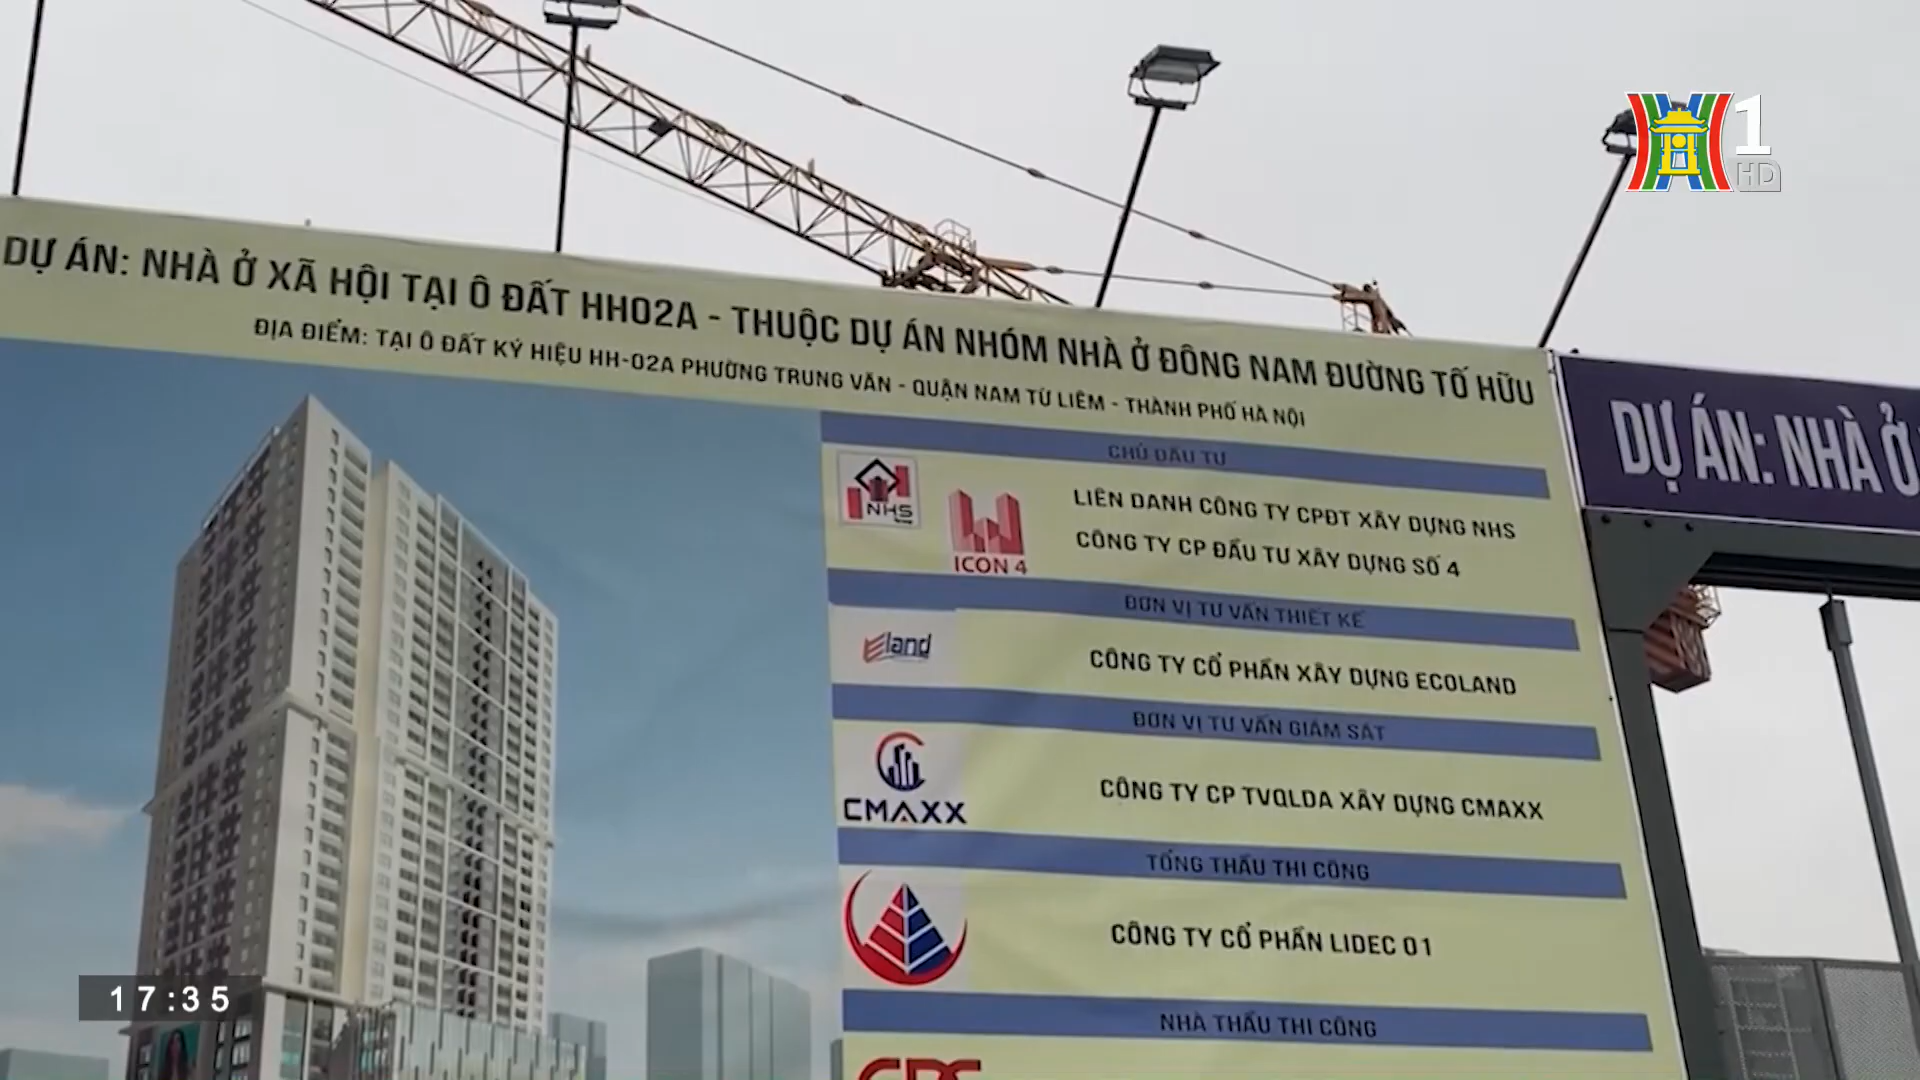 1
HD
DỰ ÁN: NHÀ Ở XÃ HỘI TẠI Ô ĐẤT HH02A - THUỘC DỰ ÁN NHÓM NHÀ Ở ĐÔNG NAM ĐƯỜNG TỐ HỮU
ĐỊA ĐIỂM: TẠI Ô ĐẤT KÝ HIỆU HH-02A PHƯỜNG TRUNG VĂN - QUẬN NAM TỪ LIÊM - THÀNH PHỐ HÀ NỘI
DỰ ÁN: NHÀ Ở
CHỦ ĐẦU TƯ
NHS
ICON 4
LIÊN DANH CÔNG TY CPĐT XÂY DỰNG NHS
CÔNG TY CP ĐẦU TƯ XÂY DỰNG SỐ 4
ĐƠN VỊ TƯ VẤN THIẾT KẾ
Eland
CÔNG TY CỔ PHẦN XÂY DỰNG ECOLAND
ĐƠN VỊ TƯ VẤN GIÁM SÁT
CMAXX
CÔNG TY CP TVQLDA XÂY DỰNG CMAXX
TỔNG THẦU THI CÔNG
CÔNG TY CỔ PHẦN LIDEC 01
NHÀ THẦU THI CÔNG
17:35